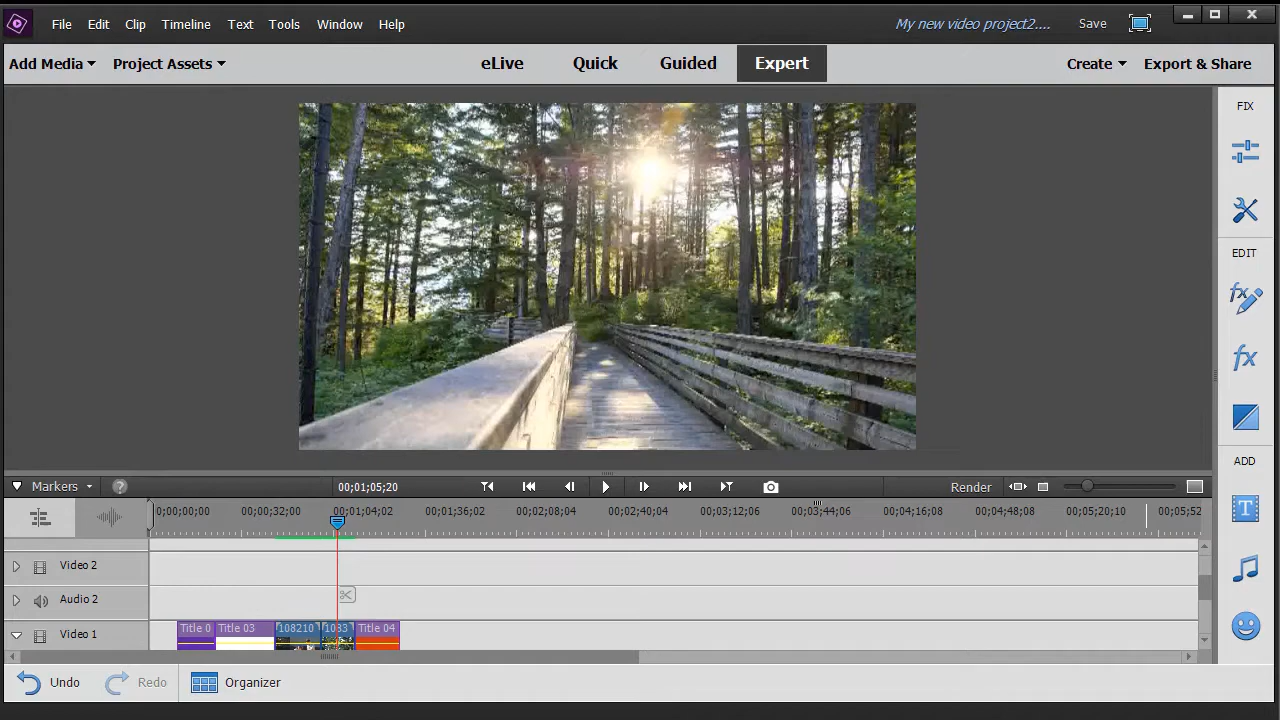 File Edit Clip Timeline Text Tools Window Help My new video project2.... Save
Add Media Project Assets eLive Quick Guided Expert Create Export & Share
FIX
EDIT
ADD
Markers 00;01;05;20 Render
0;00;00;00 00;00;32;00 00;01;04;02 00;01;36;02 00;02;08;04 00;02;40;04 00;03;12;06 00;03;44;06 00;04;16;08 00;04;48;08 00;05;20;10 00;05;52
Video 2
Audio 2
Title 0 Title 03 108210 1083 Title 04
Video 1
Undo Redo Organizer